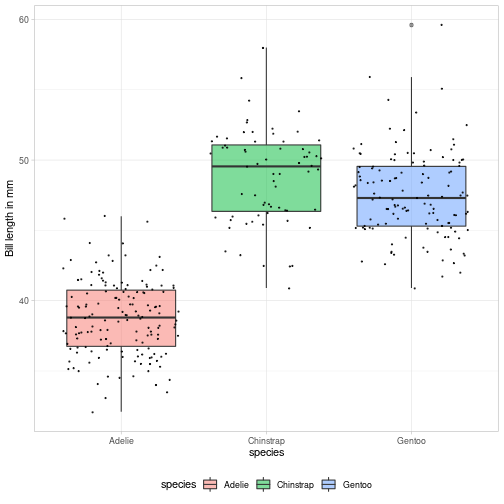 60
50
40
Bill length in mm
Adelie Chinstrap Gentoo
species
species Adelie Chinstrap Gentoo